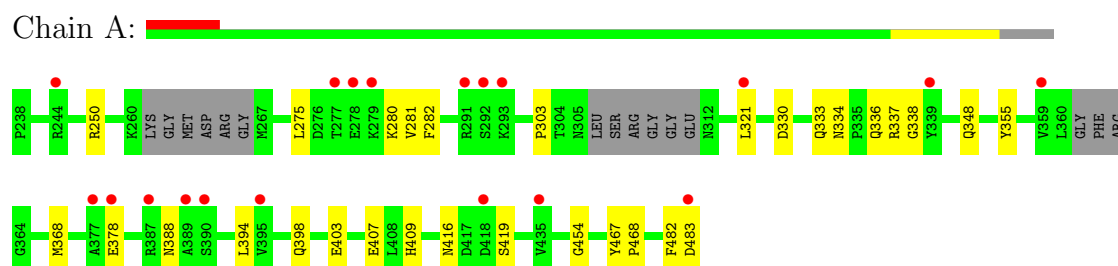 Chain A:
P238 R244 R250 K260 LYS GLY MET ASP ARG GLY M267 L275 D276 T277 E278 K279 K280 V281 F282 R291 S292 K293 P303 T304 N305 LEU SER ARG GLY GLY GLU N312 L321 D330 Q333 N334 P335 Q336 R337 G338 Y339 Q348 Y355 V359 L360 GLY PHE ARG
G364 M368 A377 E378 R387 N388 A389 S390 L394 V395 Q398 E403 E407 L408 H409 N416 D417 D418 S419 V435 G454 Y467 P468 F482 D483